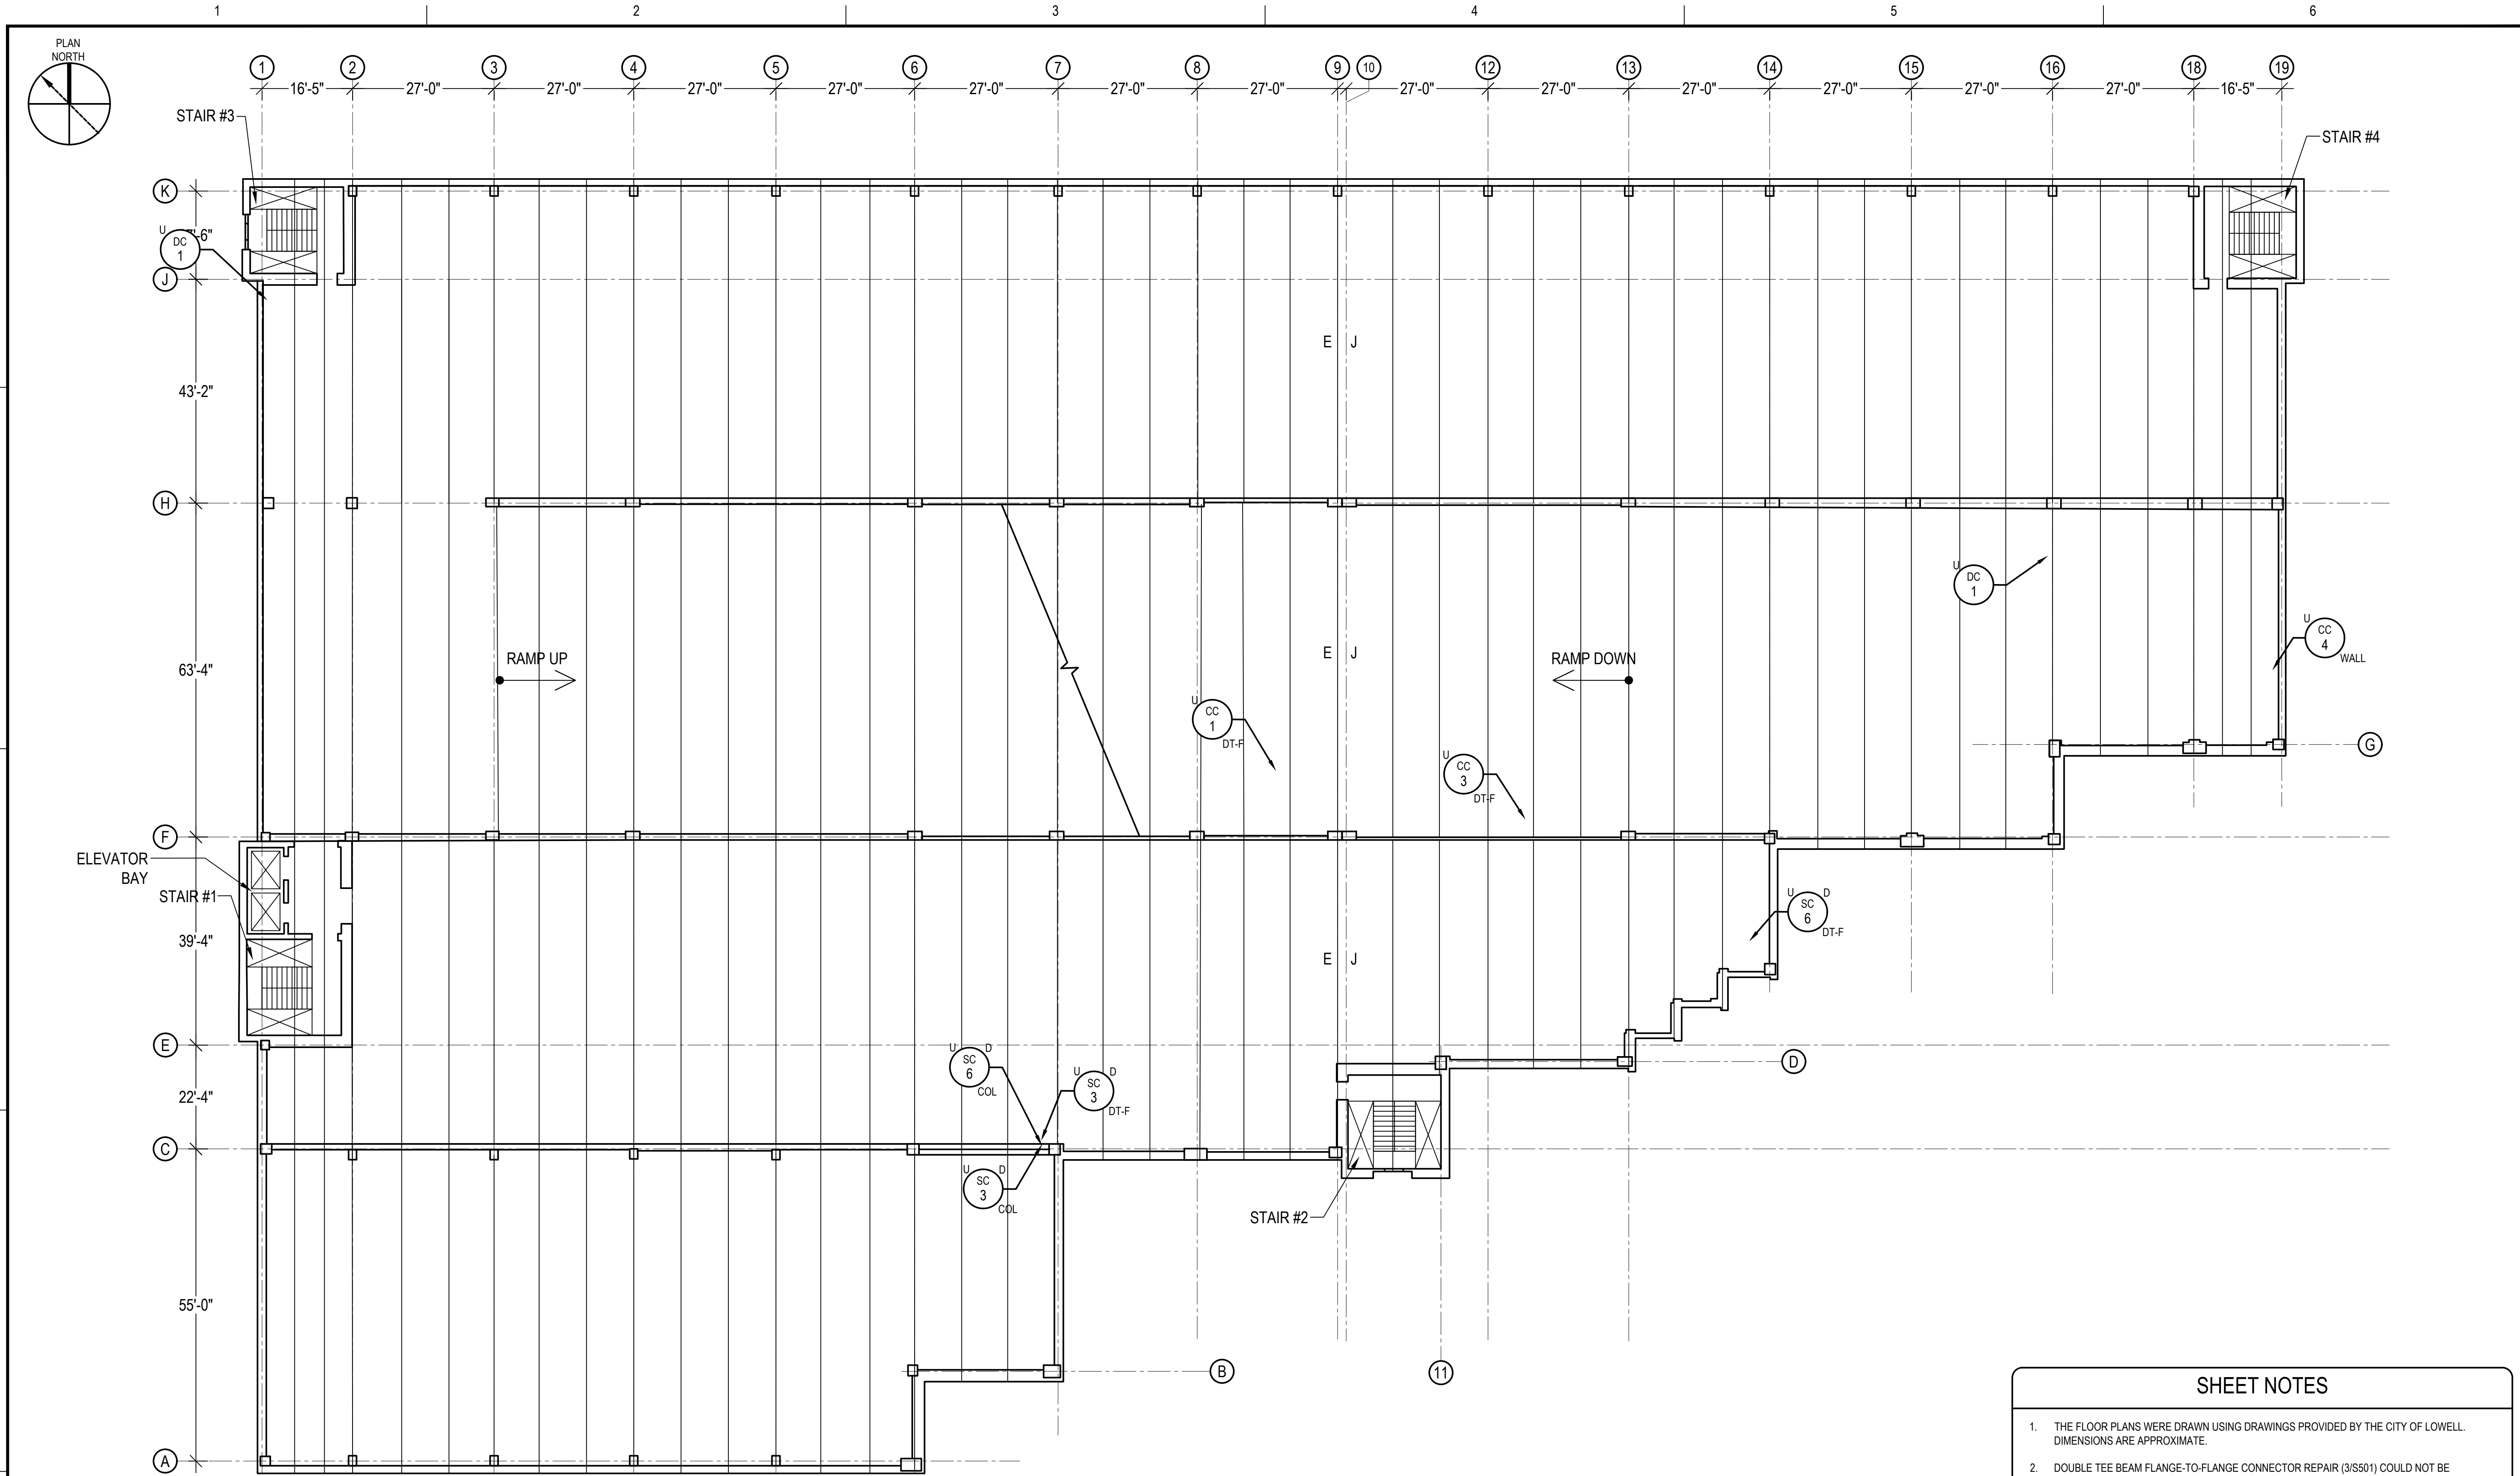 1 2 3 4 5 6
PLAN
NORTH
1 2 3 4 5 6 7 8 9 10 12 13 14 15 16 18 19
16'-5" 27'-0" 27'-0" 27'-0" 27'-0" 27'-0" 27'-0" 27'-0" 27'-0" 27'-0" 27'-0" 27'-0" 27'-0" 27'-0" 16'-5"
STAIR #3
STAIR #4
K
U
DC
1
J
E J
43'-2"
H
U
DC
1
U
CC
4
WALL
63'-4"
RAMP UP
E J
RAMP DOWN
U
CC
1
DT-F
U
CC
3
DT-F
G
F
ELEVATOR
BAY
STAIR #1
U D
SC
6
DT-F
39'-4"
E J
E
U D
SC
6
COL
U D
SC
3
DT-F
D
22'-4"
C
U D
SC
3
COL
STAIR #2
55'-0"
B
11
A
SHEET NOTES
1. THE FLOOR PLANS WERE DRAWN USING DRAWINGS PROVIDED BY THE CITY OF LOWELL.
DIMENSIONS ARE APPROXIMATE.
2. DOUBLE TEE BEAM FLANGE-TO-FLANGE CONNECTOR REPAIR (3/S501) COULD NOT BE